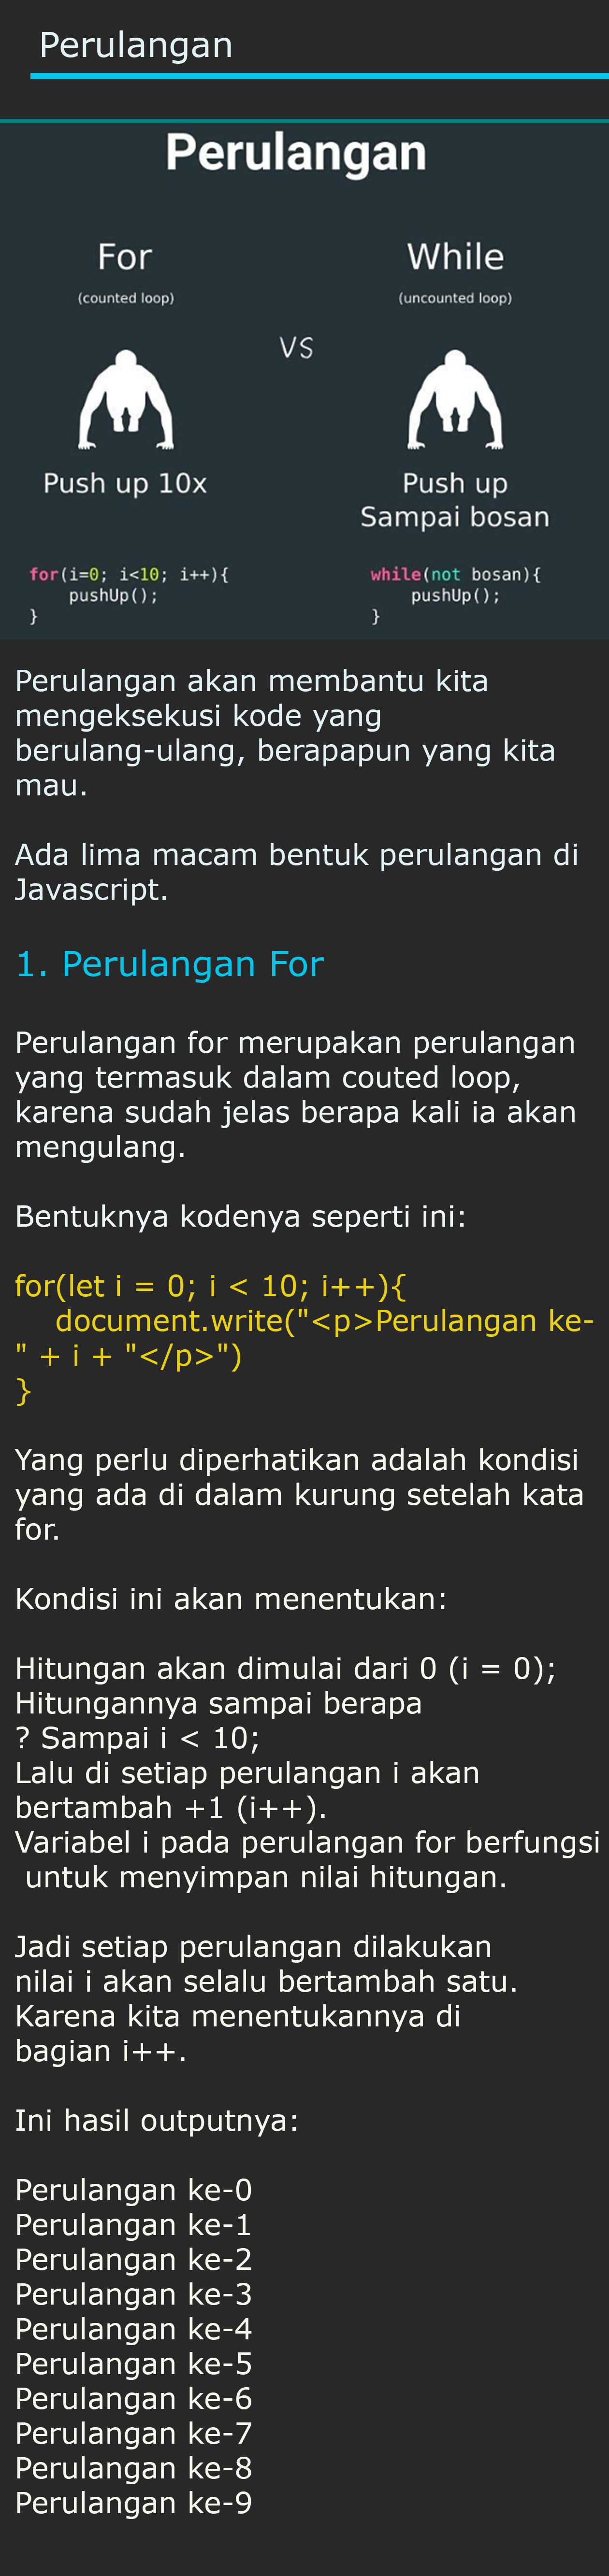 Perulangan
Perulangan
For
While
(counted loop)
(uncounted loop)
VS
Push up 10x
Push up
Sampai bosan
for(i=0; i<10; i++){
    pushUp();
}
while(not bosan){
    pushUp();
}
Perulangan akan membantu kita
mengeksekusi kode yang
berulang-ulang, berapapun yang kita
mau.
Ada lima macam bentuk perulangan di
Javascript.
1. Perulangan For
Perulangan for merupakan perulangan
yang termasuk dalam couted loop,
karena sudah jelas berapa kali ia akan
mengulang.
Bentuknya kodenya seperti ini:
for(let i = 0; i < 10; i++){
    document.write("<p>Perulangan ke-
" + i + "</p>")
}
Yang perlu diperhatikan adalah kondisi
yang ada di dalam kurung setelah kata
for.
Kondisi ini akan menentukan:
Hitungan akan dimulai dari 0 (i = 0);
Hitungannya sampai berapa
? Sampai i < 10;
Lalu di setiap perulangan i akan
bertambah +1 (i++).
Variabel i pada perulangan for berfungsi
untuk menyimpan nilai hitungan.
Jadi setiap perulangan dilakukan
nilai i akan selalu bertambah satu.
Karena kita menentukannya di
bagian i++.
Ini hasil outputnya:
Perulangan ke-0
Perulangan ke-1
Perulangan ke-2
Perulangan ke-3
Perulangan ke-4
Perulangan ke-5
Perulangan ke-6
Perulangan ke-7
Perulangan ke-8
Perulangan ke-9